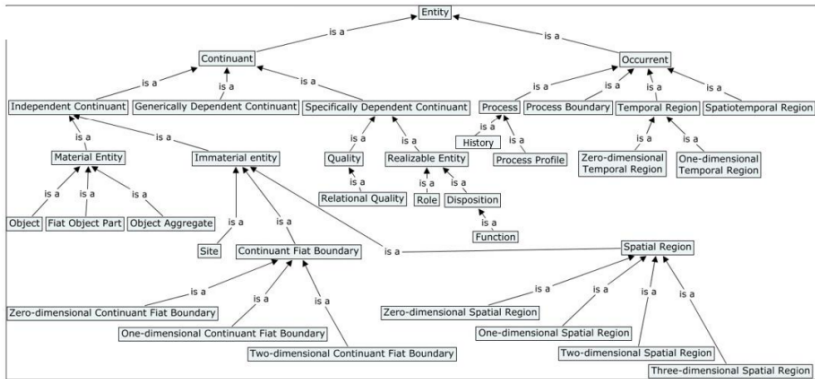 Entity
is a
is a
Continuant
Occurrent
is a
is a
is a
is a
is a
is a
is a
Independent Continuant
Generically Dependent Continuant
Specifically Dependent Continuant
Process
Process Boundary
Temporal Region
Spatiotemporal Region
is a
is a
is a
is a
is a
is a
is a
is a
History
Material Entity
Immaterial entity
Quality
Realizable Entity
Process Profile
Zero-dimensional
Temporal Region
One-dimensional
Temporal Region
is a
is a
is a
is a
is a
is a
Relational Quality
Role
Disposition
Object
Fiat Object Part
Object Aggregate
is a
is a
is a
Function
Site
Continuant Fiat Boundary
is a
Spatial Region
is a
is a
is a
is a
is a
is a
is a
Zero-dimensional Continuant Fiat Boundary
Zero-dimensional Spatial Region
One-dimensional Continuant Fiat Boundary
One-dimensional Spatial Region
Two-dimensional Continuant Fiat Boundary
Two-dimensional Spatial Region
Three-dimensional Spatial Region